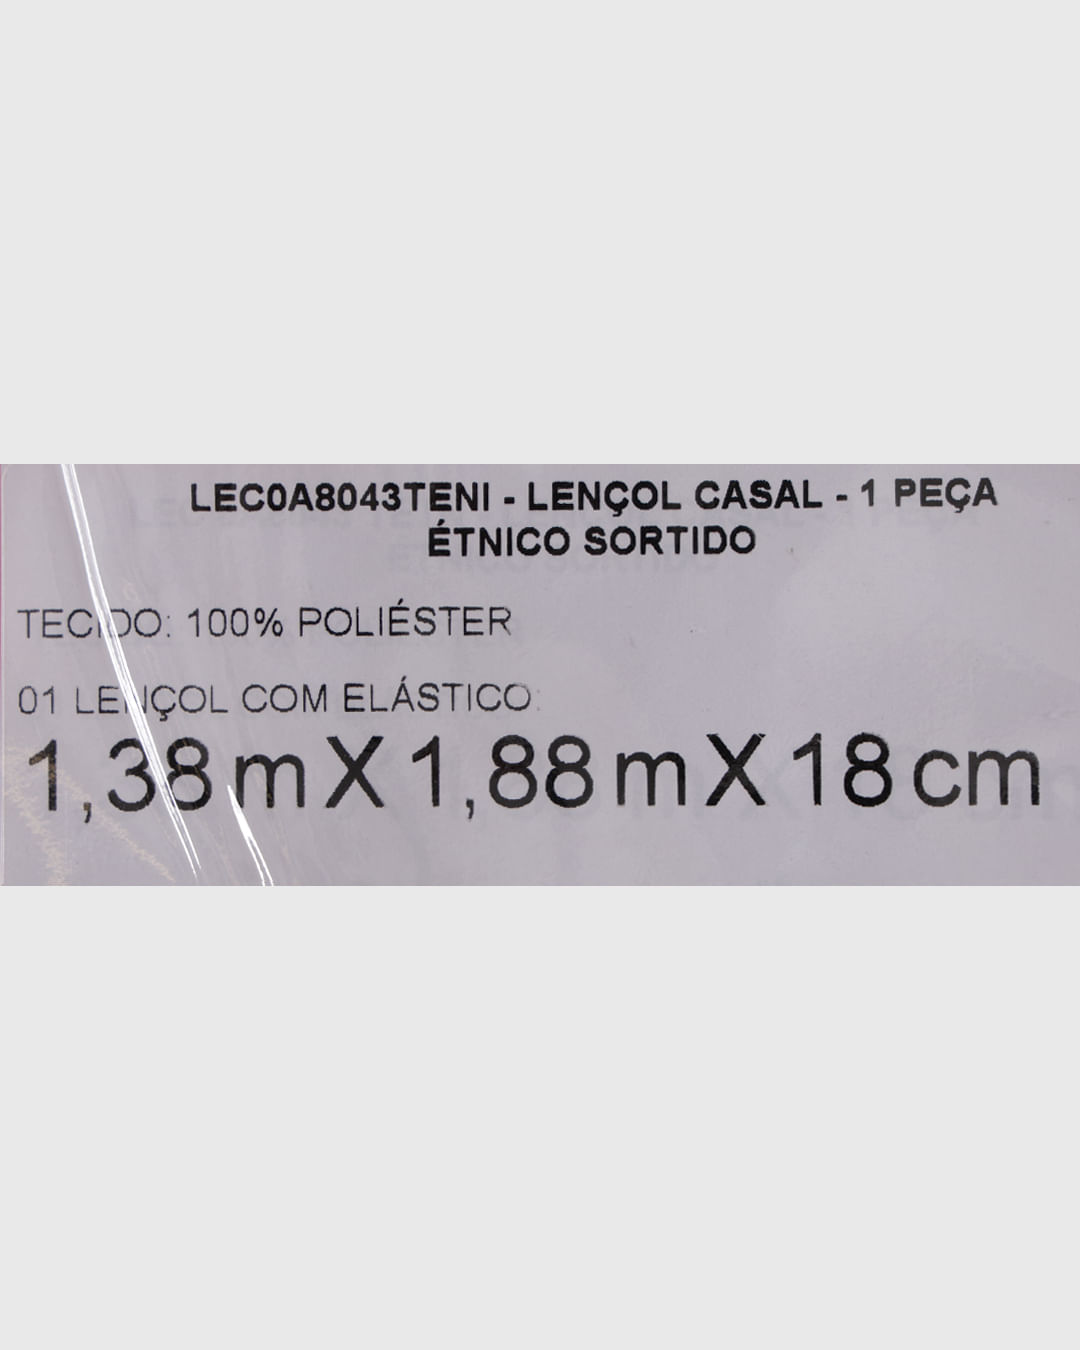 LEC0A8043TENI - LENÇOL CASAL - 1 PEÇA
ÉTNICO SORTIDO
TECIDO: 100% POLIÉSTER
01 LENÇOL COM ELÁSTICO:
1,38 m X 1,88 m X 18 cm